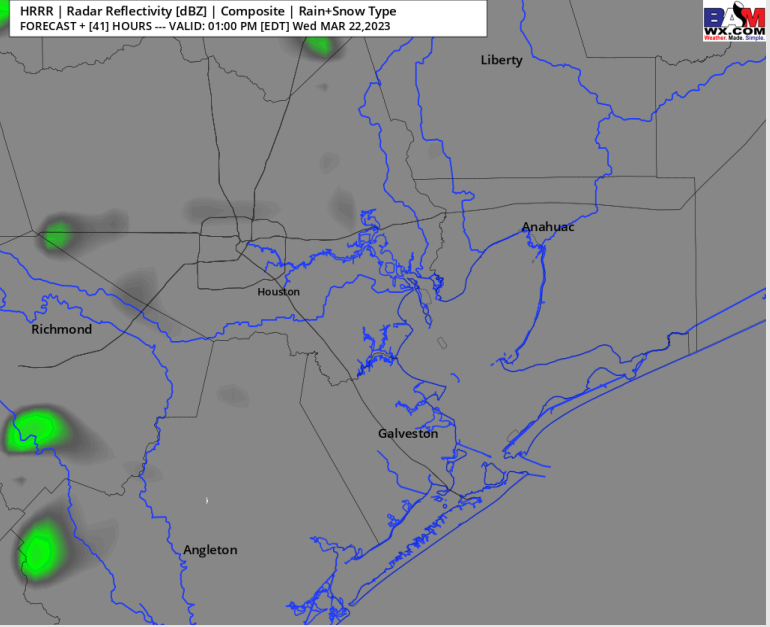 HRRR | Radar Reflectivity [dBZ] | Composite | Rain+Snow Type
FORECAST + [41] HOURS --- VALID: 01:00 PM [EDT] Wed MAR 22,2023
BAM
WX.COM
Weather. Made. Simple.
Liberty
Anahuac
Houston
Richmond
Galveston
Angleton